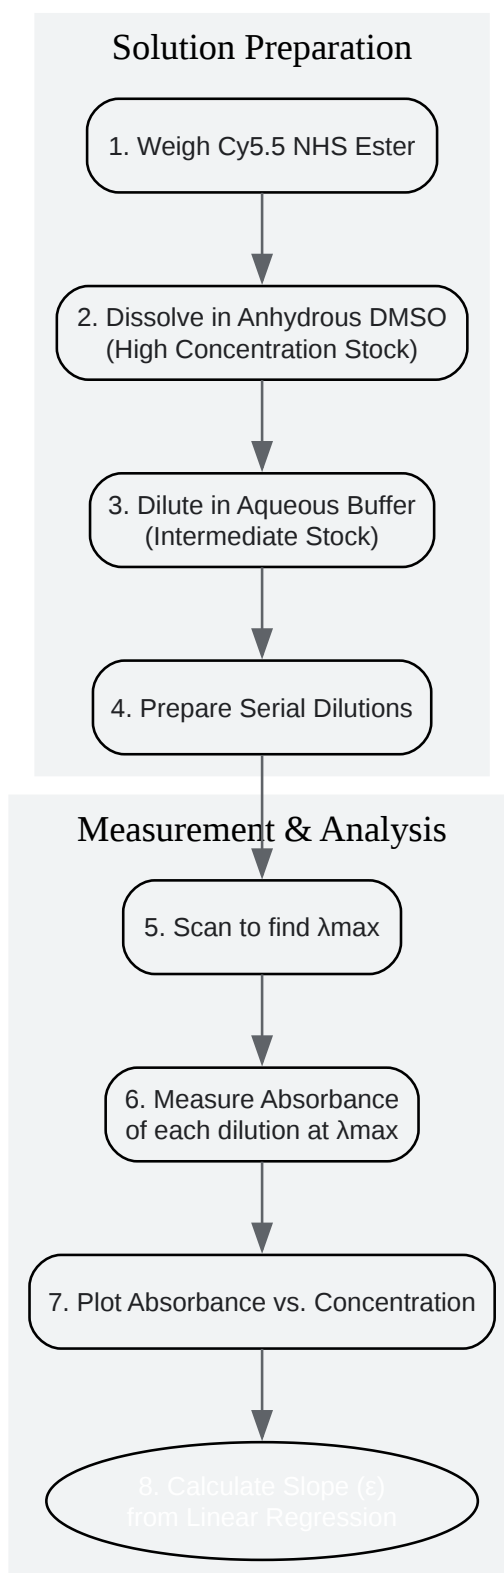 Solution Preparation
1. Weigh Cy5.5 NHS Ester
2. Dissolve in Anhydrous DMSO
(High Concentration Stock)
3. Dilute in Aqueous Buffer
(Intermediate Stock)
4. Prepare Serial Dilutions
Measurement & Analysis
5. Scan to find λmax
6. Measure Absorbance
of each dilution at λmax
7. Plot Absorbance vs. Concentration
8. Calculate Slope (ε)
from Linear Regression